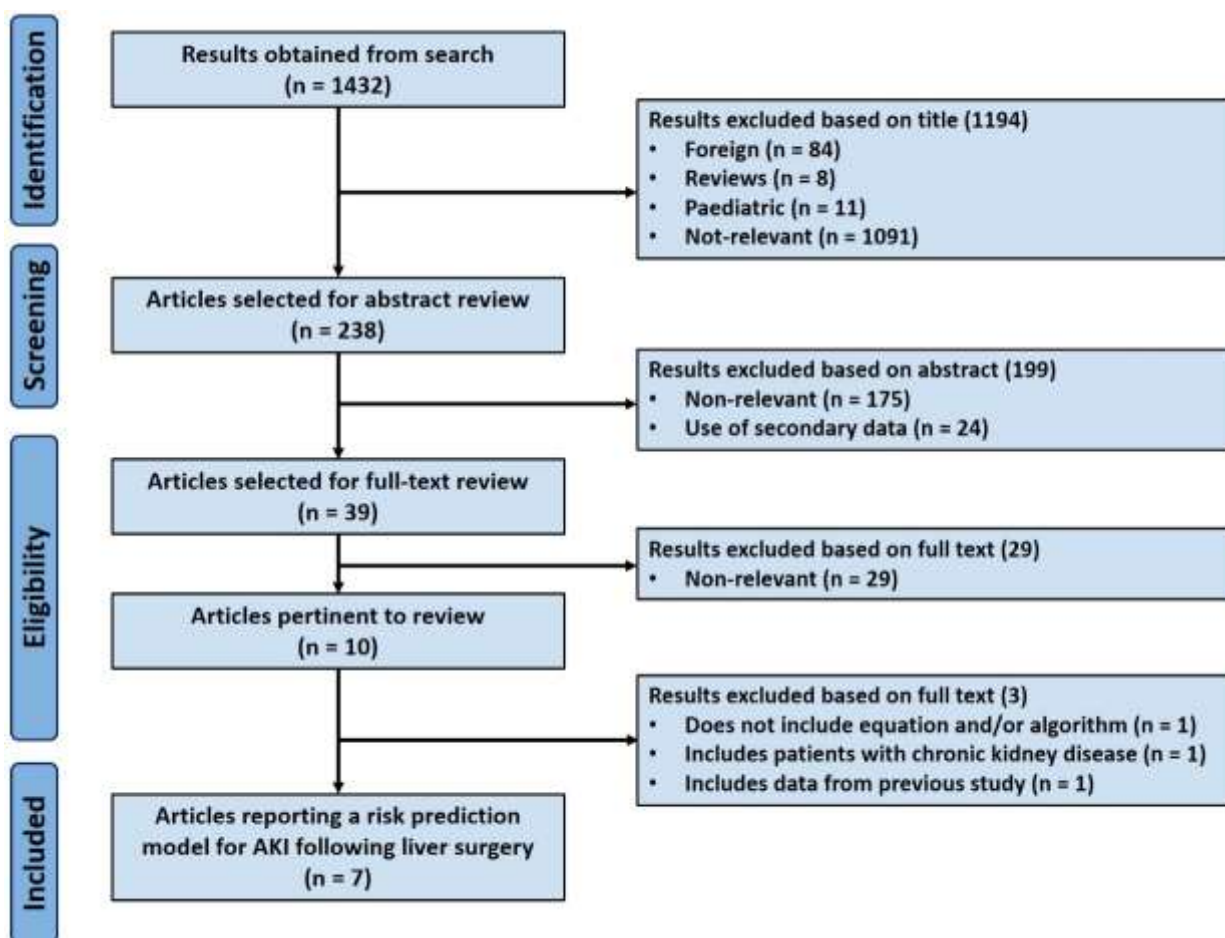 Identification
Results obtained from search
(n = 1432)
Results excluded based on title (1194)
• Foreign (n = 84)
• Reviews (n = 8)
• Paediatric (n = 11)
• Not-relevant (n = 1091)
Screening
Articles selected for abstract review
(n = 238)
Results excluded based on abstract (199)
• Non-relevant (n = 175)
• Use of secondary data (n = 24)
Eligibility
Articles selected for full-text review
(n = 39)
Results excluded based on full text (29)
• Non-relevant (n = 29)
Articles pertinent to review
(n = 10)
Results excluded based on full text (3)
• Does not include equation and/or algorithm (n = 1)
• Includes patients with chronic kidney disease (n = 1)
• Includes data from previous study (n = 1)
Included
Articles reporting a risk prediction
model for AKI following liver surgery
(n = 7)